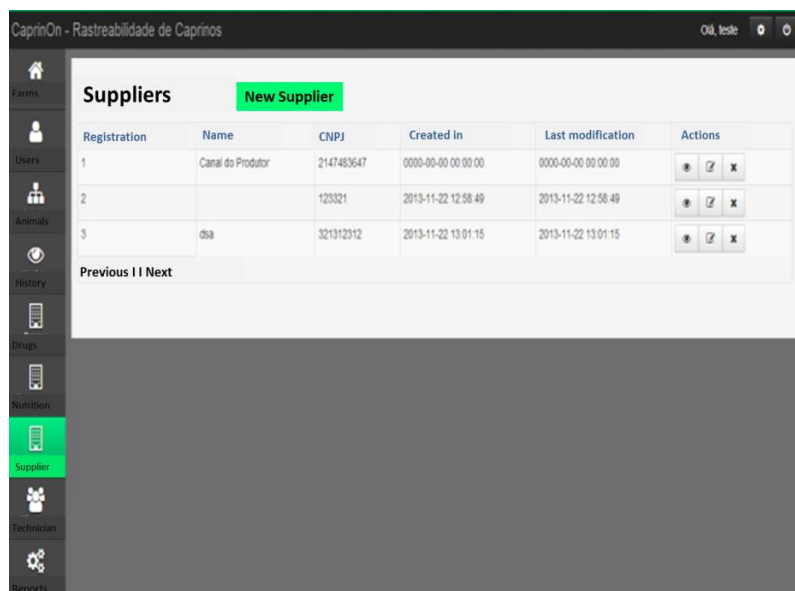 CaprinOn - Rastreabilidade de Caprinos
Olá, teste
Farms
Users
Animals
History
Drugs
Nutrition
Supplier
Technician
Reports
Suppliers
New Supplier
Registration Name CNPJ Created in Last modification Actions
1 Canal do Produtor 2147483647 0000-00-00 00:00:00 0000-00-00 00:00:00
2 123321 2013-11-22 12:58:49 2013-11-22 12:58:49
3 dsa 321312312 2013-11-22 13:01:15 2013-11-22 13:01:15
Previous I I Next